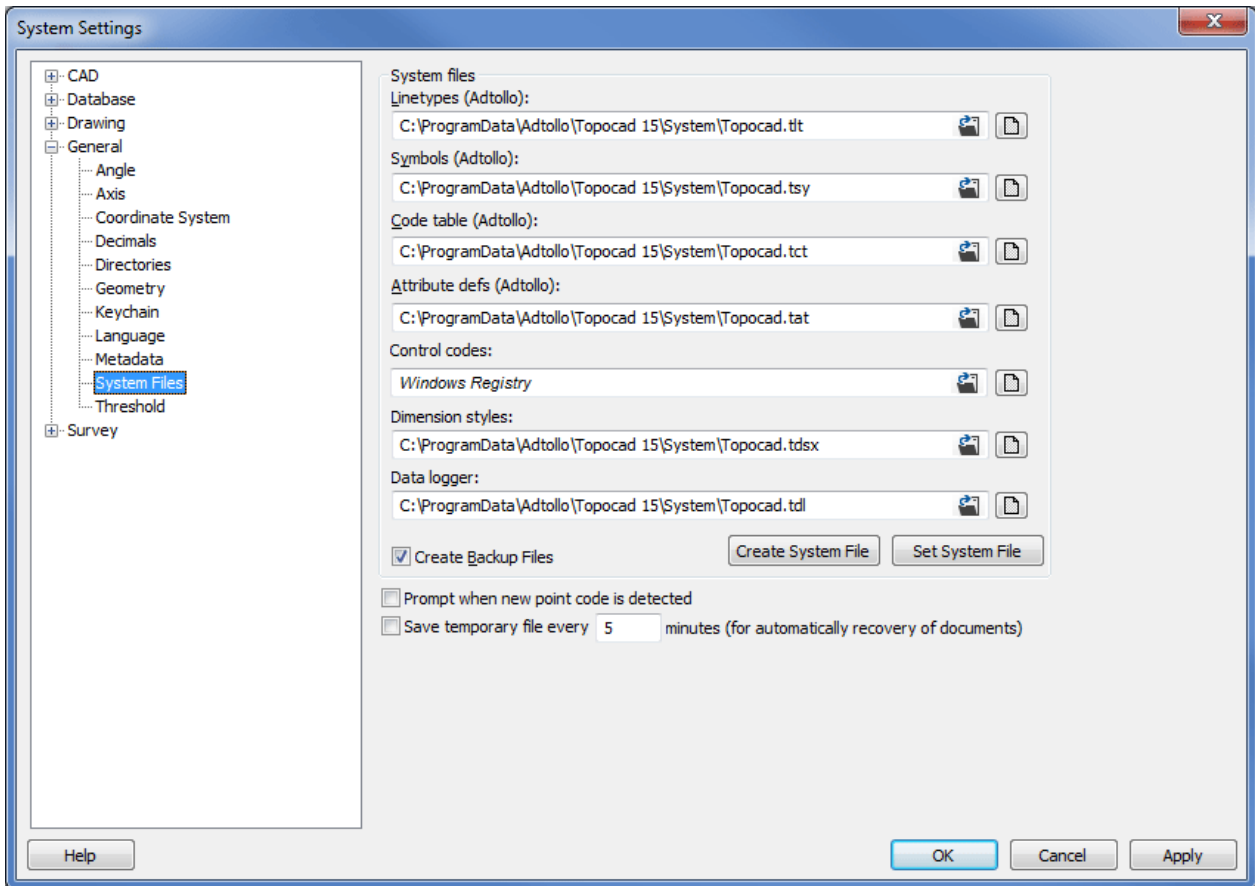 System Settings
CAD
Database
Drawing
General
Angle
Axis
Coordinate System
Decimals
Directories
Geometry
Keychain
Language
Metadata
System Files
Threshold
Survey
System files
Linetypes (Adtollo):
C:\ProgramData\Adtollo\Topocad 15\System\Topocad.tlt
Symbols (Adtollo):
C:\ProgramData\Adtollo\Topocad 15\System\Topocad.tsy
Code table (Adtollo):
C:\ProgramData\Adtollo\Topocad 15\System\Topocad.tct
Attribute defs (Adtollo):
C:\ProgramData\Adtollo\Topocad 15\System\Topocad.tat
Control codes:
Windows Registry
Dimension styles:
C:\ProgramData\Adtollo\Topocad 15\System\Topocad.tdsx
Data logger:
C:\ProgramData\Adtollo\Topocad 15\System\Topocad.tdl
Create Backup Files
Create System File
Set System File
Prompt when new point code is detected
Save temporary file every 5 minutes (for automatically recovery of documents)
Help
OK
Cancel
Apply